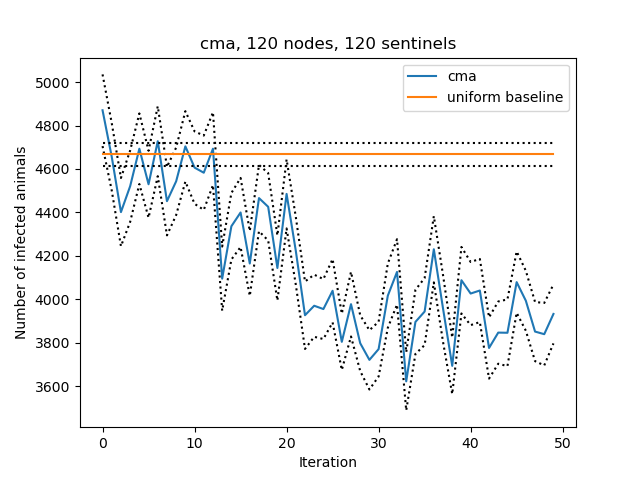 cma, 120 nodes, 120 sentinels
cma
uniform baseline
5000
4800
4600
4400
4200
4000
3800
3600
Number of infected animals
0 10 20 30 40 50
Iteration